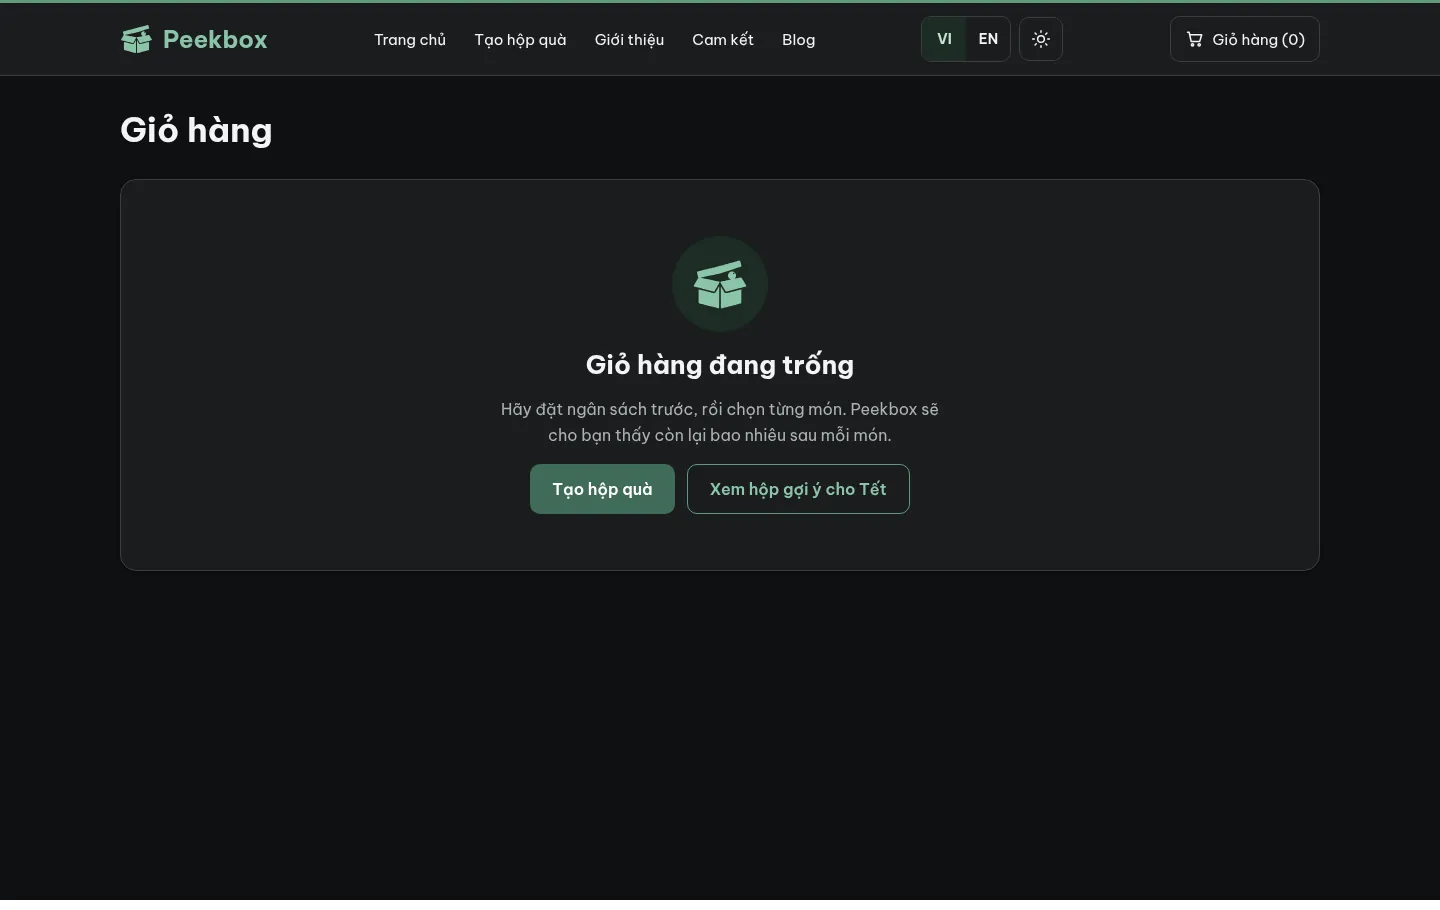 Peekbox
Trang chủ
Tạo hộp quà
Giới thiệu
Cam kết
Blog
VI
EN
Giỏ hàng (0)
Giỏ hàng
Giỏ hàng đang trống
Hãy đặt ngân sách trước, rồi chọn từng món. Peekbox sẽ
cho bạn thấy còn lại bao nhiêu sau mỗi món.
Tạo hộp quà
Xem hộp gợi ý cho Tết